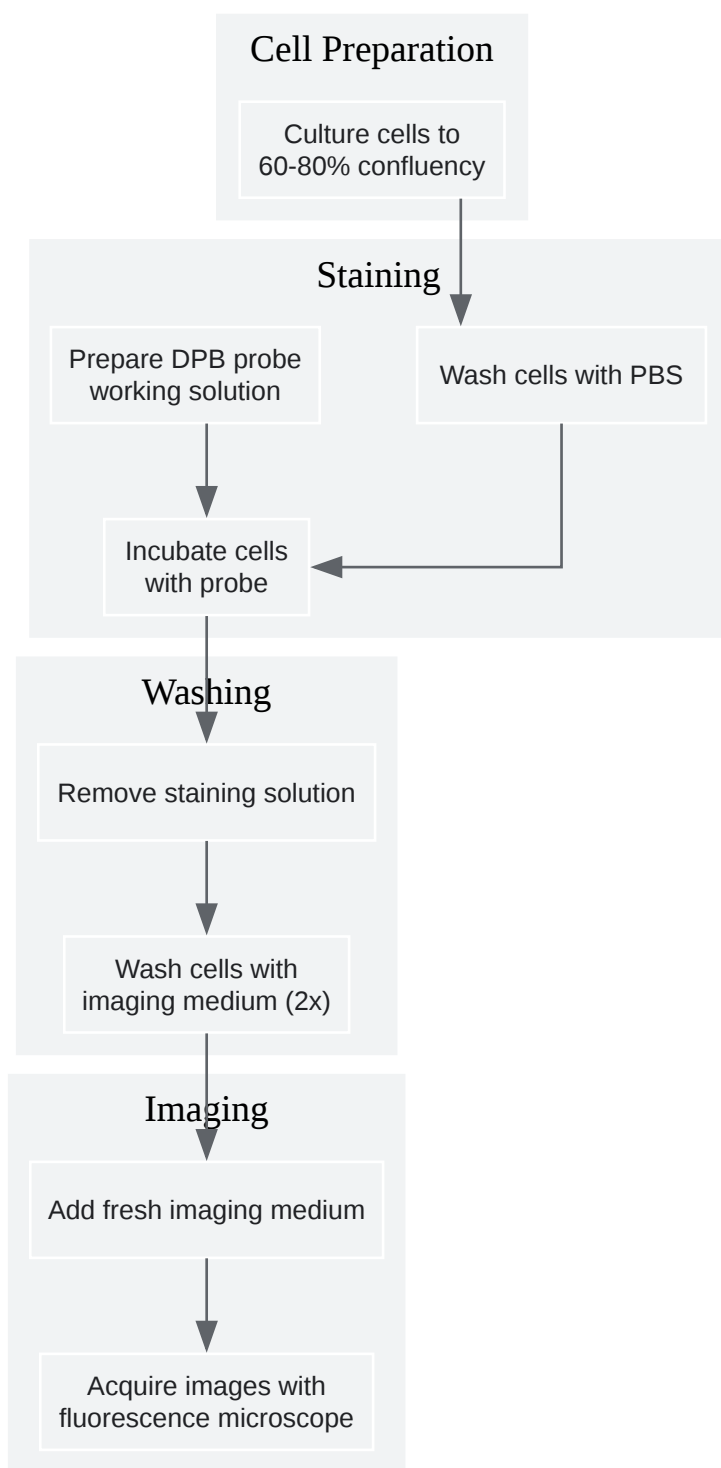 Cell Preparation
Culture cells to
60-80% confluency
Staining
Prepare DPB probe
working solution
Wash cells with PBS
Incubate cells
with probe
Washing
Remove staining solution
Wash cells with
imaging medium (2x)
Imaging
Add fresh imaging medium
Acquire images with
fluorescence microscope